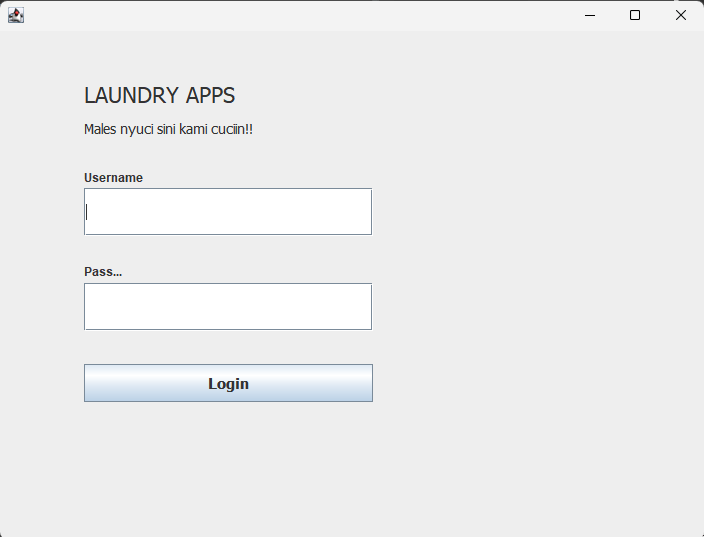 LAUNDRY APPS
Males nyuci sini kami cuciin!!
Username
Pass...
Login